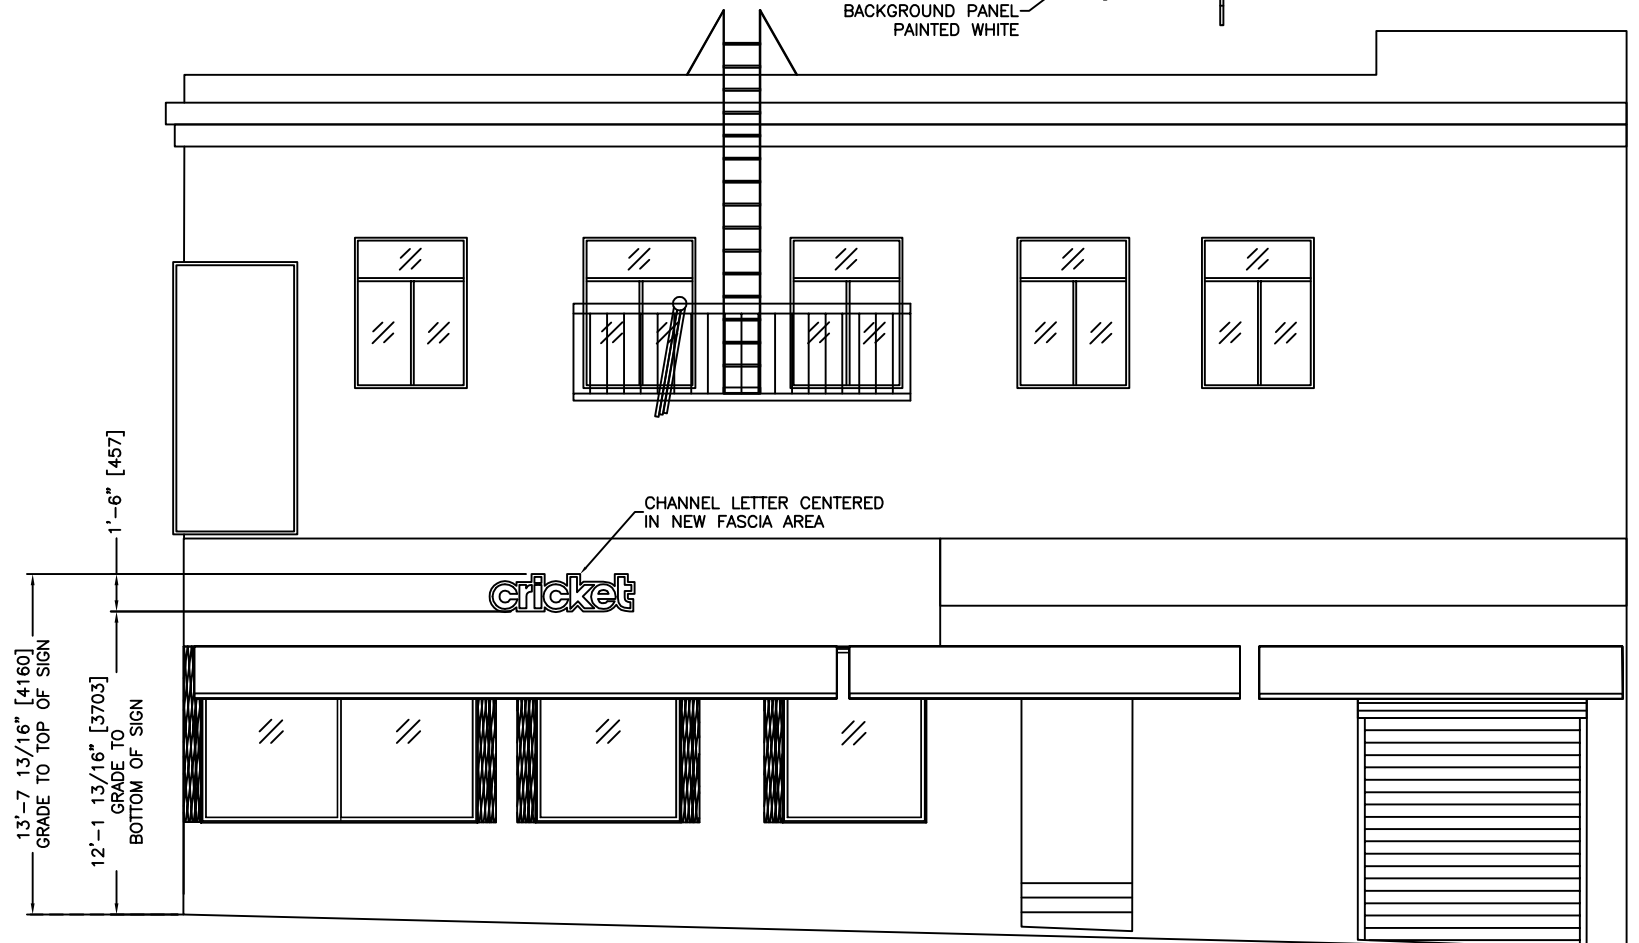 BACKGROUND PANEL
PAINTED WHITE
1'-6" [457]
CHANNEL LETTER CENTERED
IN NEW FASCIA AREA
cricket
13'-7 13/16" [4160]
GRADE TO TOP OF SIGN
12'-1 13/16" [3703]
GRADE TO
BOTTOM OF SIGN